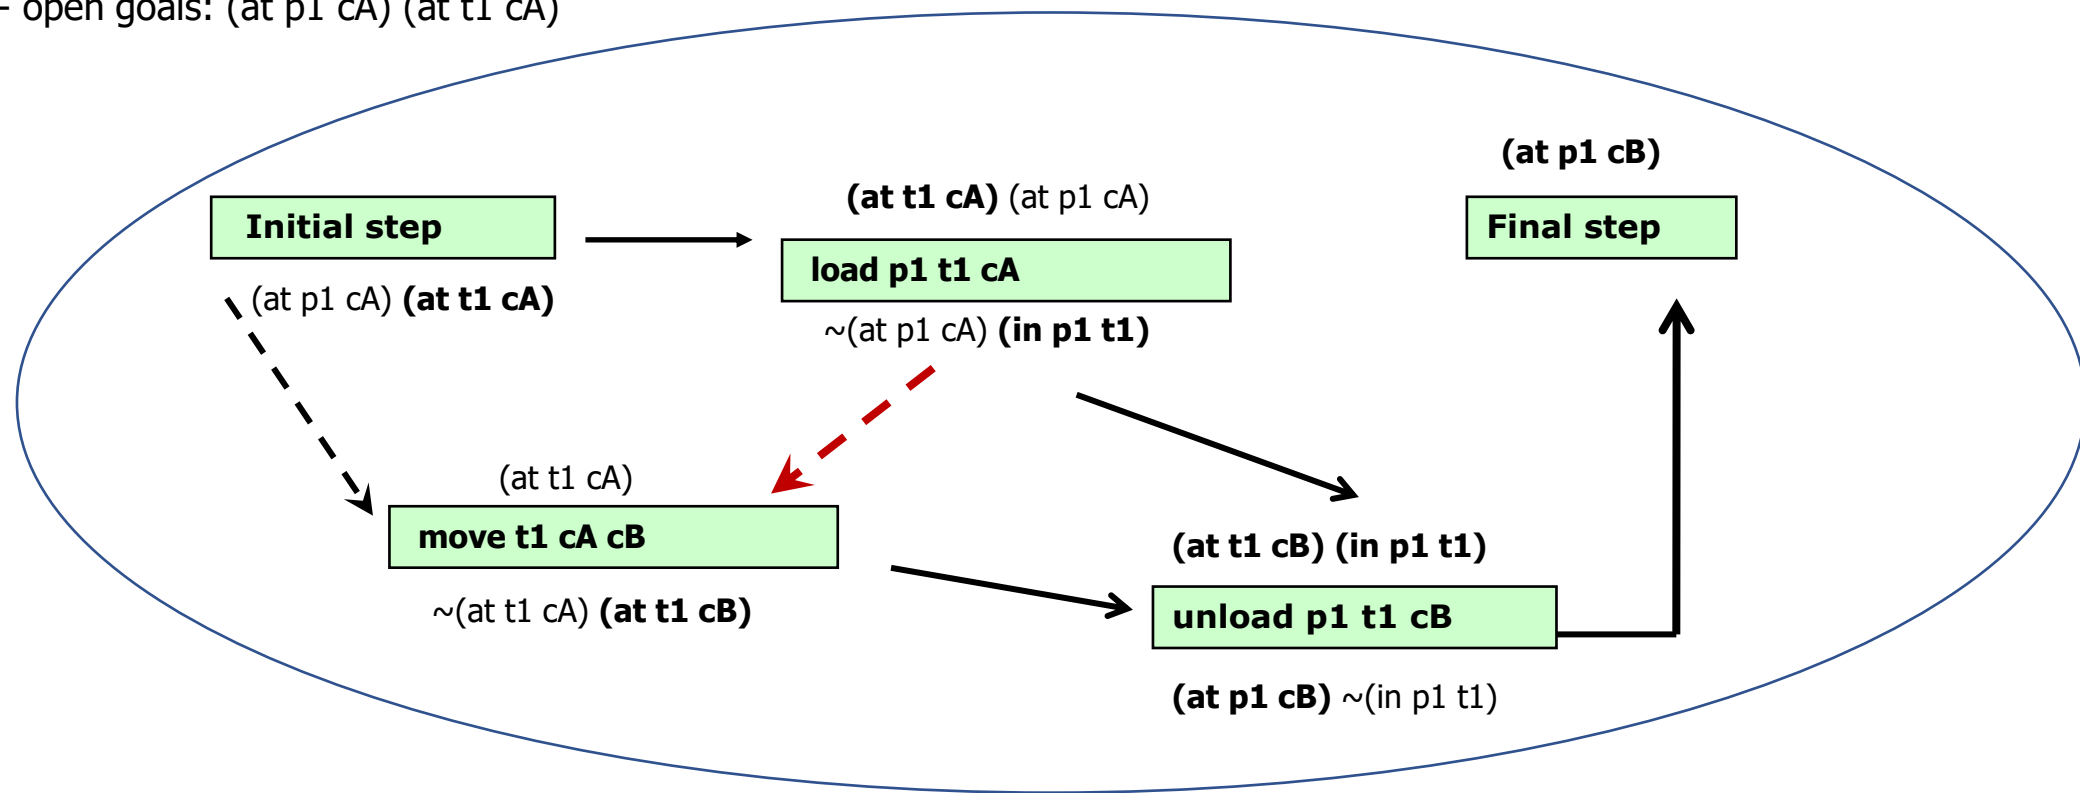 - open goals: (at p1 cA) (at t1 cA)
(at p1 cB)
(at t1 cA) (at p1 cA)
Initial step
Final step
load p1 t1 cA
(at p1 cA) (at t1 cA)
~(at p1 cA) (in p1 t1)
(at t1 cA)
move t1 cA cB
(at t1 cB) (in p1 t1)
~(at t1 cA) (at t1 cB)
unload p1 t1 cB
(at p1 cB) ~(in p1 t1)